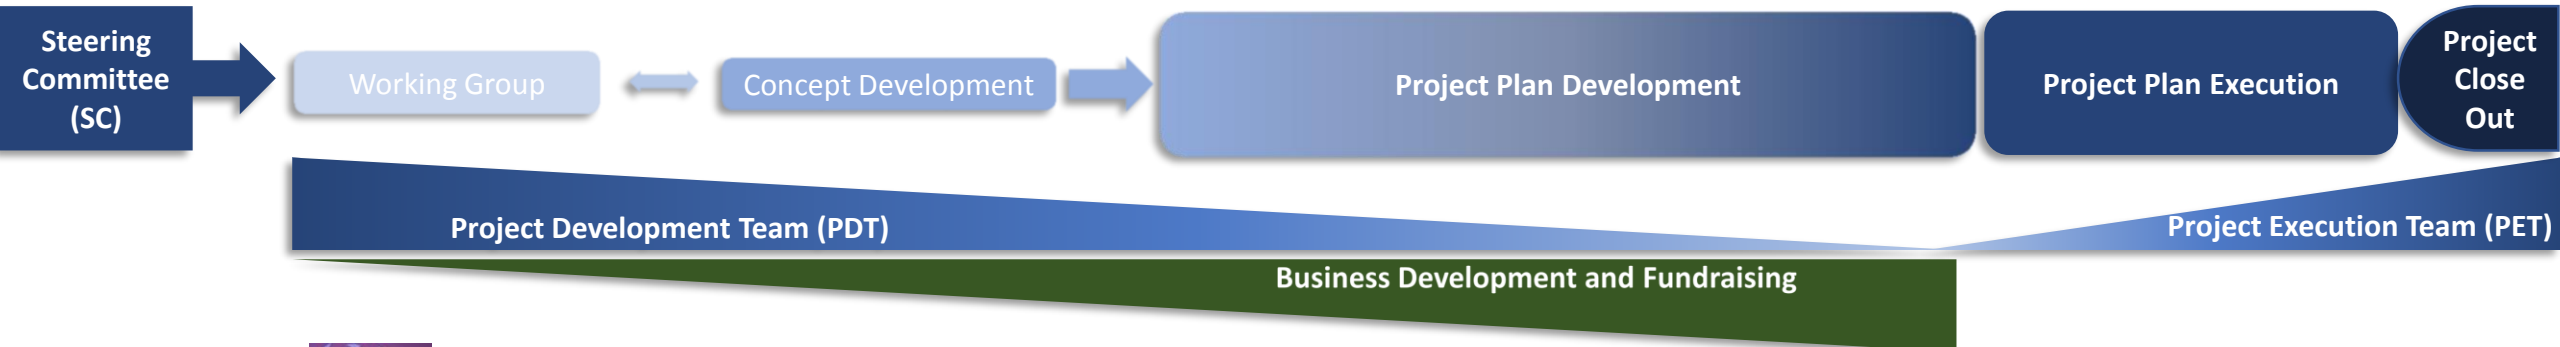 Steering
Committee
(SC)
Working Group
Concept Development
Project Plan Development
Project Plan Execution
Project
Close
Out
Project Development Team (PDT)
Project Execution Team (PET)
Business Development and Fundraising